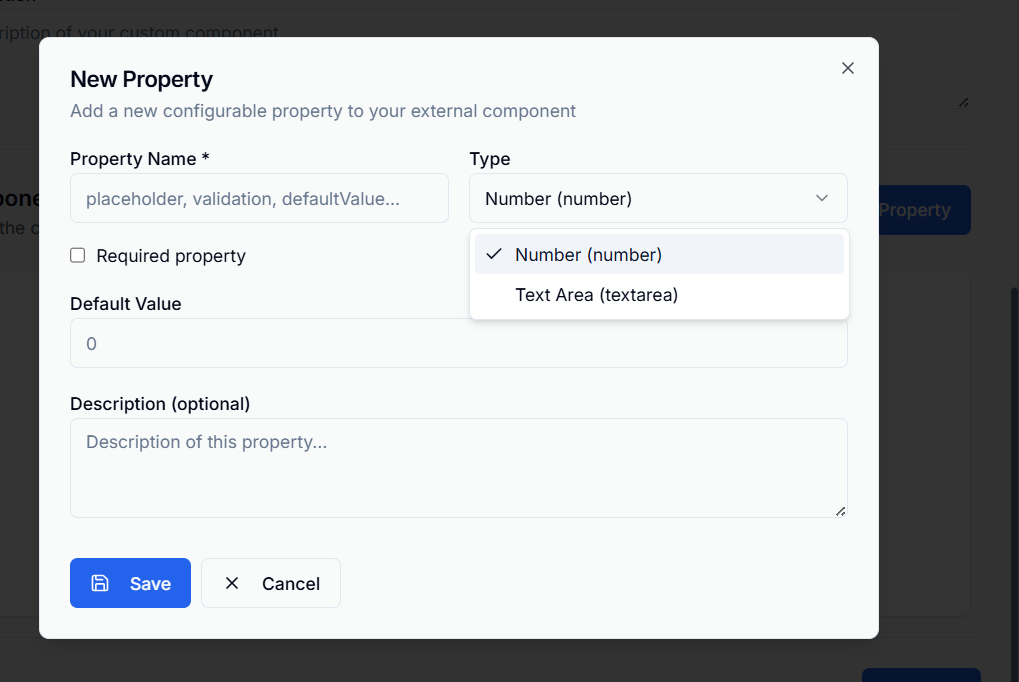 ription of your custom component
New Property
Add a new configurable property to your external component
Property Name *
Type
placeholder, validation, defaultValue...
Number (number)
pone
Property
the c
Required property
Number (number)
Text Area (textarea)
Default Value
0
Description (optional)
Description of this property...
Save
Cancel